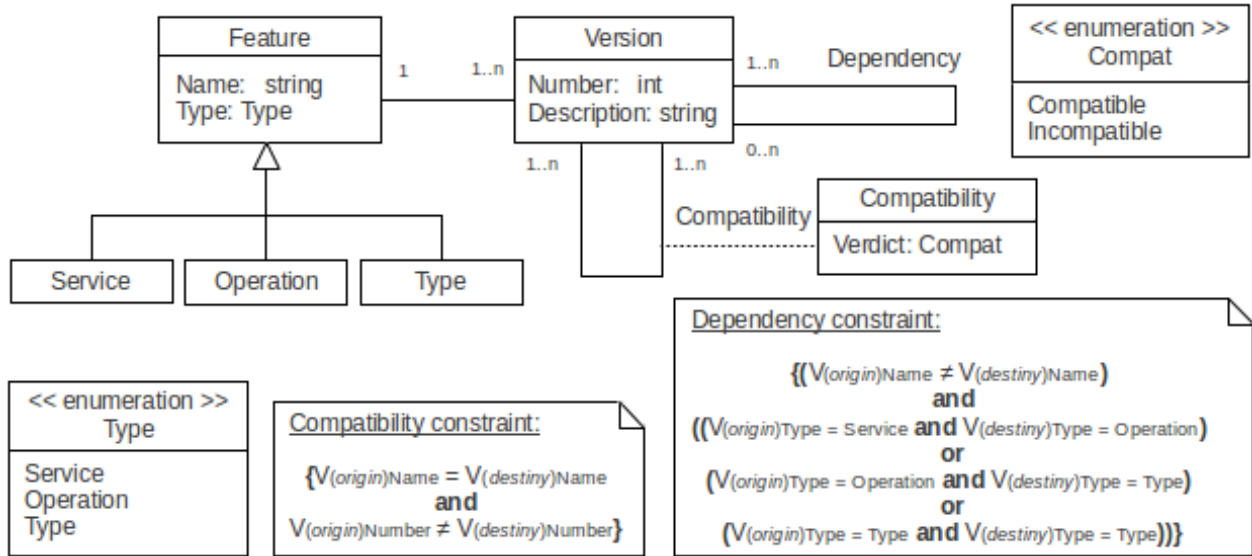 Feature
Name: string
Type: Type
1
1..n
Version
Number: int
Description: string
1..n
Dependency
0..n
1..n
1..n
<< enumeration >>
Compat
Compatible
Incompatible
Compatibility
Compatibility
Verdict: Compat
Service
Operation
Type
<< enumeration >>
Type
Service
Operation
Type
Compatibility constraint:
{V(origin)Name = V(destiny)Name
and
V(origin)Number ≠ V(destiny)Number}
Dependency constraint:
{(V(origin)Name ≠ V(destiny)Name)
and
((V(origin)Type = Service and V(destiny)Type = Operation)
or
(V(origin)Type = Operation and V(destiny)Type = Type)
or
(V(origin)Type = Type and V(destiny)Type = Type))}